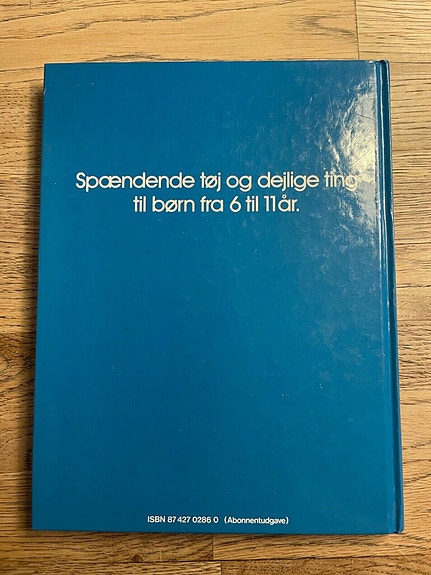 Spændende tøj og dejlige ting
til børn fra 6 til 11 år.
ISBN 87 427 0286 0 (Abonnentudgave)